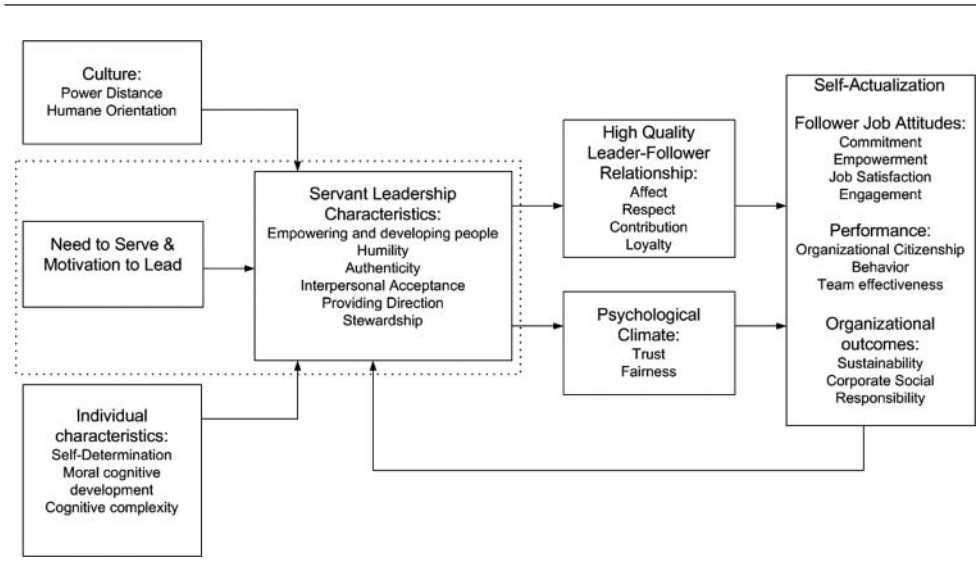 Culture:
Power Distance
Humane Orientation
Need to Serve &
Motivation to Lead
Individual
characteristics:
Self-Determination
Moral cognitive
development
Cognitive complexity
Servant Leadership
Characteristics:
Empowering and developing people
Humility
Authenticity
Interpersonal Acceptance
Providing Direction
Stewardship
High Quality
Leader-Follower
Relationship:
Affect
Respect
Contribution
Loyalty
Psychological
Climate:
Trust
Fairness
Self-Actualization
Follower Job Attitudes:
Commitment
Empowerment
Job Satisfaction
Engagement
Performance:
Organizational Citizenship
Behavior
Team effectiveness
Organizational
outcomes:
Sustainability
Corporate Social
Responsibility